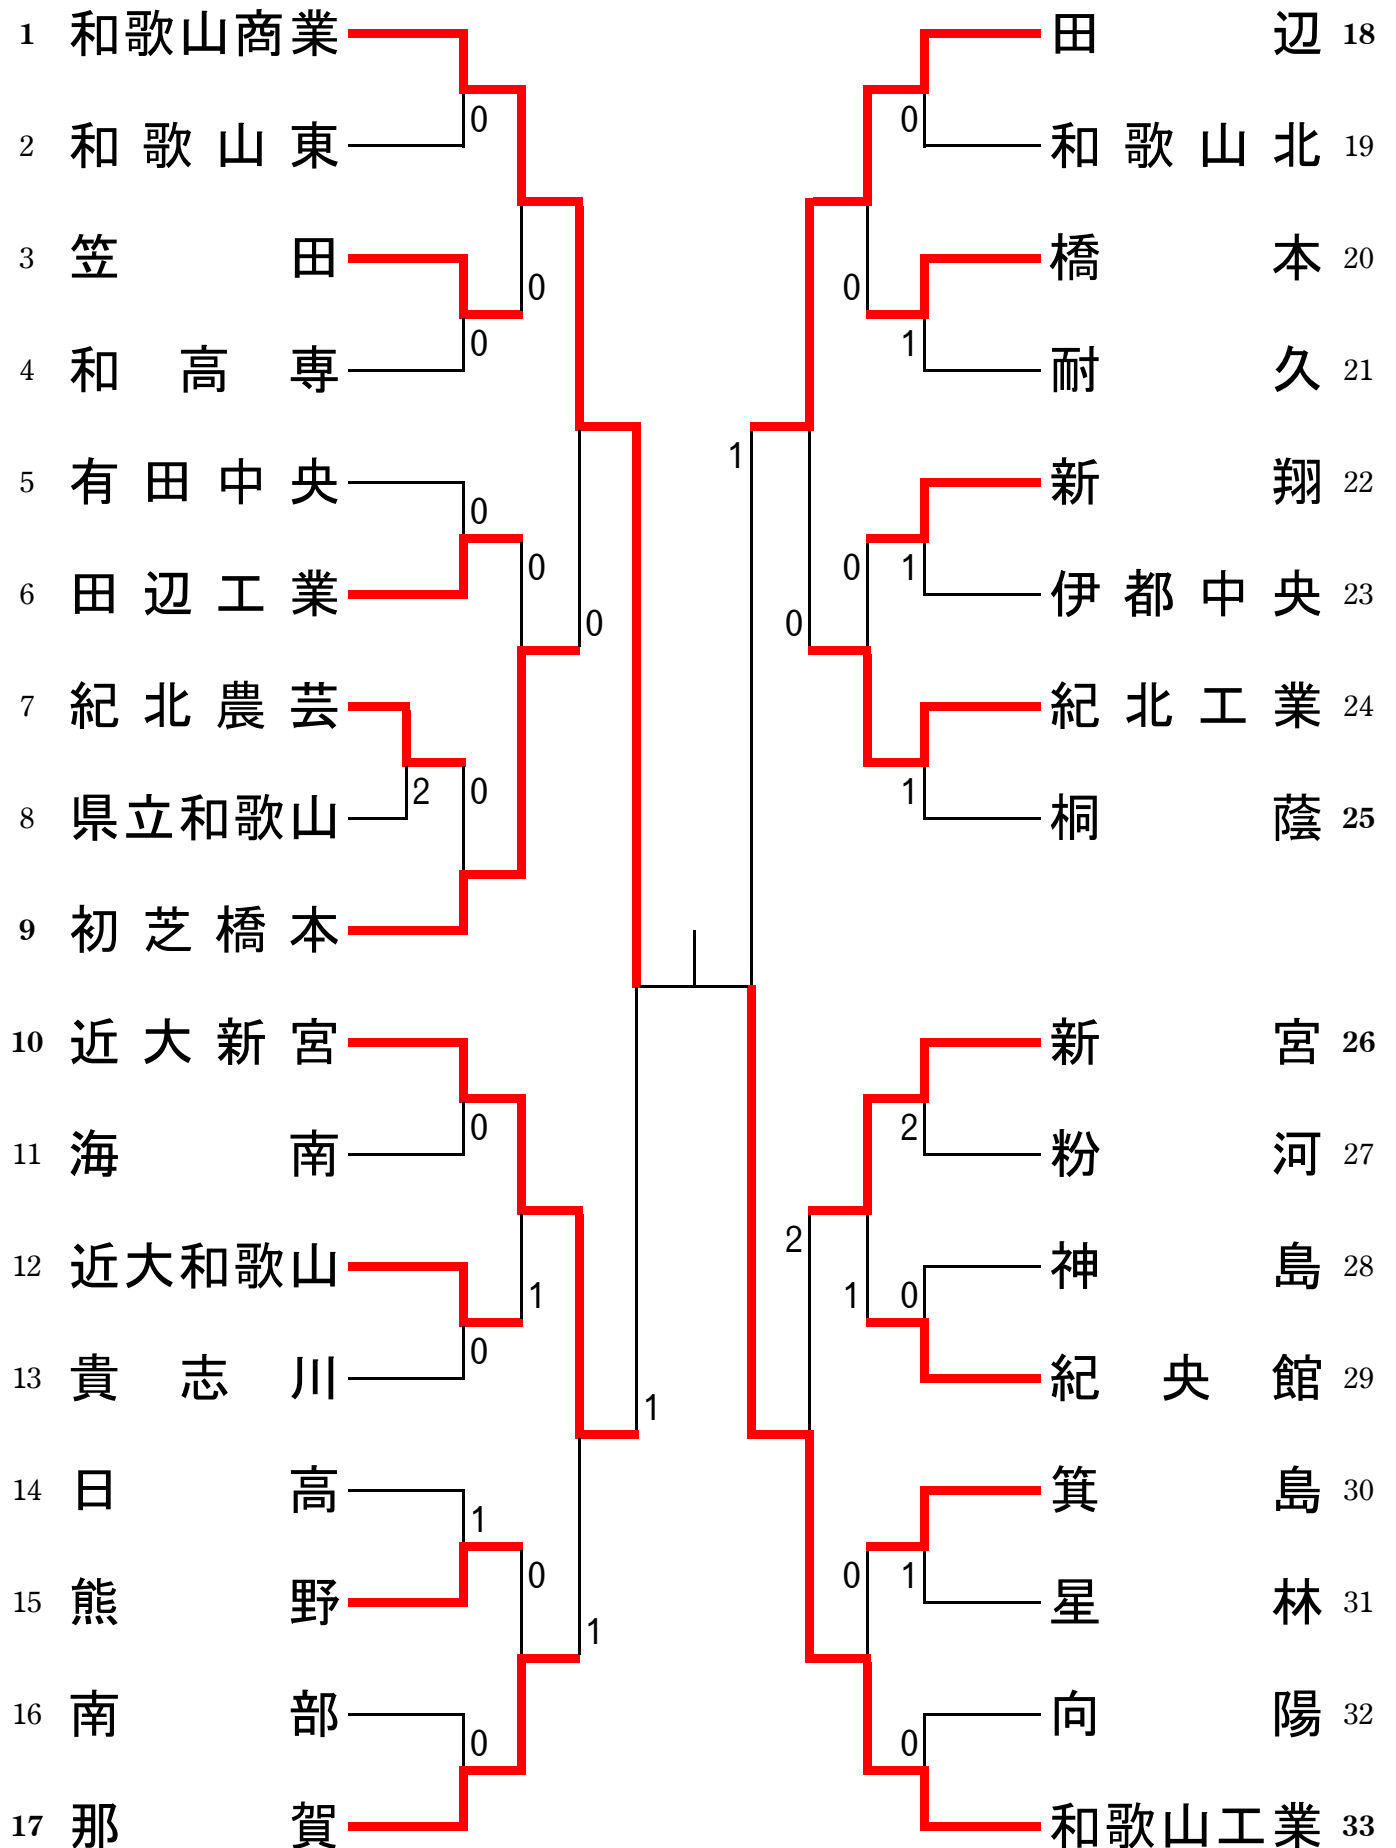 1 和歌山商業
0
2 和歌山東
0
3 笠田
0
4 和高専
0
5 有田中央
0
0
6 田辺工業
7 紀北農芸
2
0
8 県立和歌山
9 初芝橋本
1
10 近大新宮
0
11 海南
1
12 近大和歌山
0
13 貴志川
1
14 日高
1
0
15 熊野
16 南部
0
17 那賀
田辺 18
0
和歌山北 19
0
橋本 20
1
耐久 21
1
新翔 22
0
0
1
伊都中央 23
紀北工業 24
1
桐蔭 25
新宮 26
2
粉河 27
2
神島 28
1
0
紀央館 29
箕島 30
0
1
星林 31
向陽 32
0
和歌山工業 33